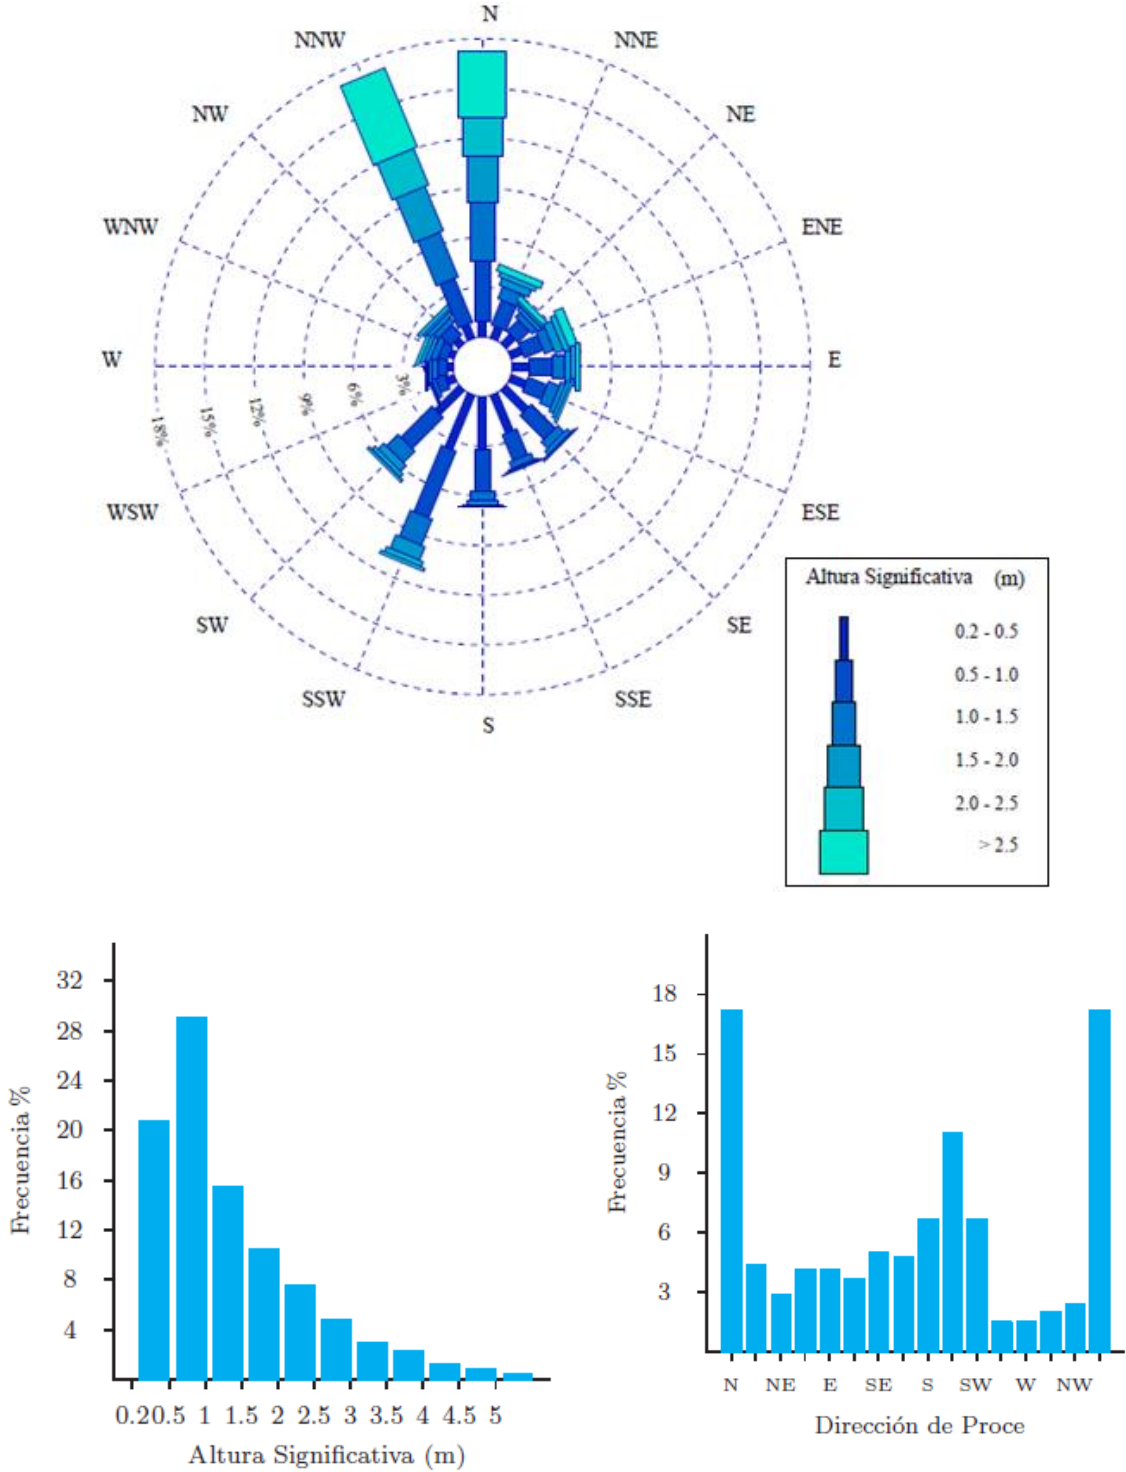 N
NNW
NNE
NW
NE
WNW
ENE
W
E
3%
6%
9%
12%
15%
18%
WSW
ESE
SW
SE
SSW
SSE
S
Altura Significativa (m)
0.2 - 0.5
0.5 - 1.0
1.0 - 1.5
1.5 - 2.0
2.0 - 2.5
> 2.5
Frecuencia %
32
28
24
20
16
12
8
4
0.2 0.5 1 1.5 2 2.5 3 3.5 4 4.5 5
Altura Significativa (m)
Frecuencia %
18
15
12
9
6
3
N NE E SE S SW W NW
Dirección de Proce